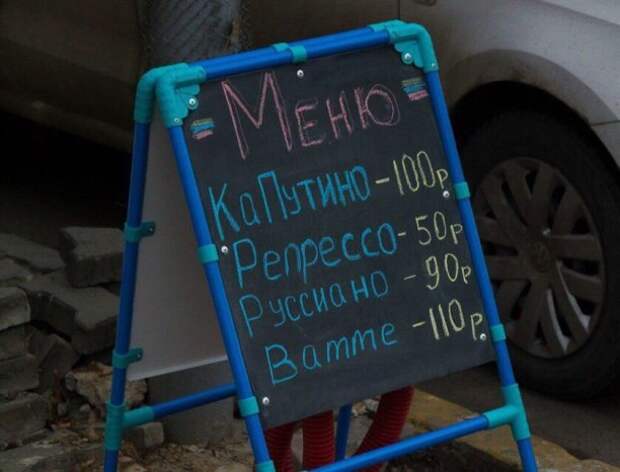 Меню
КаПутино-100р
Репрессо-50р
Руссиано-90р
Ватте-110р.